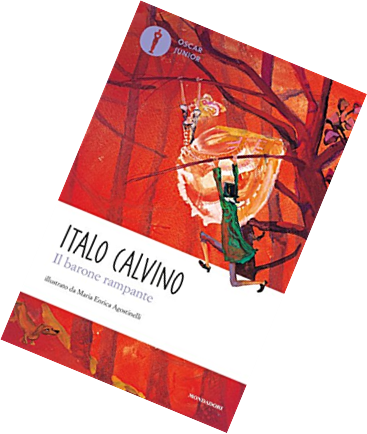 OSCAR
JUNIOR
ITALO CALVINO
Il barone rampante
illustrato da Maria Enrica Agostinelli
MONDADORI